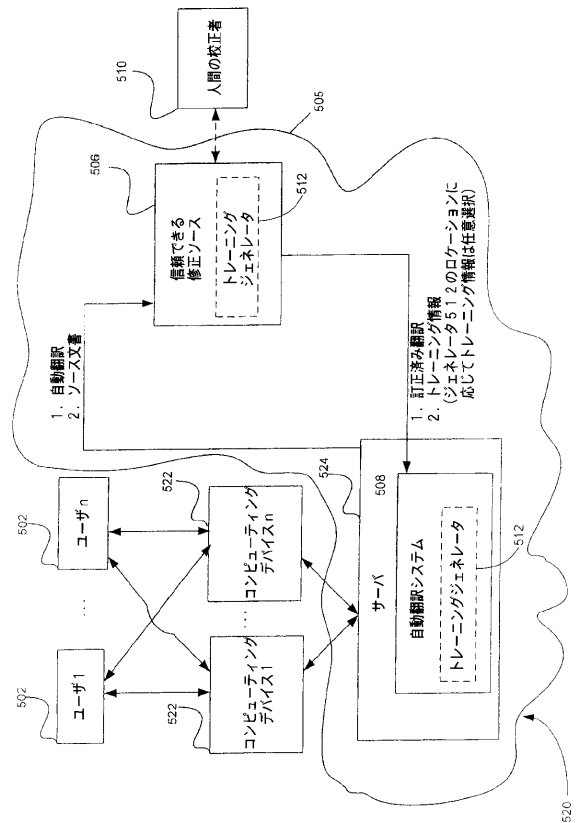 502
ユーザ1
...
502
ユーザn
522
コンピューティング
デバイス1
...
522
コンピューティング
デバイスn
524
サーバ
508
自動翻訳システム
トレーニングジェネレータ
512
520
1. 自動翻訳
2. ソース文書
506
信頼できる
修正ソース
トレーニング
ジェネレータ
512
510
人間の校正者
505
1. 訂正済み翻訳
2. トレーニング情報
(ジェネレータ512のロケーションに
応じてトレーニング情報は任意選択)